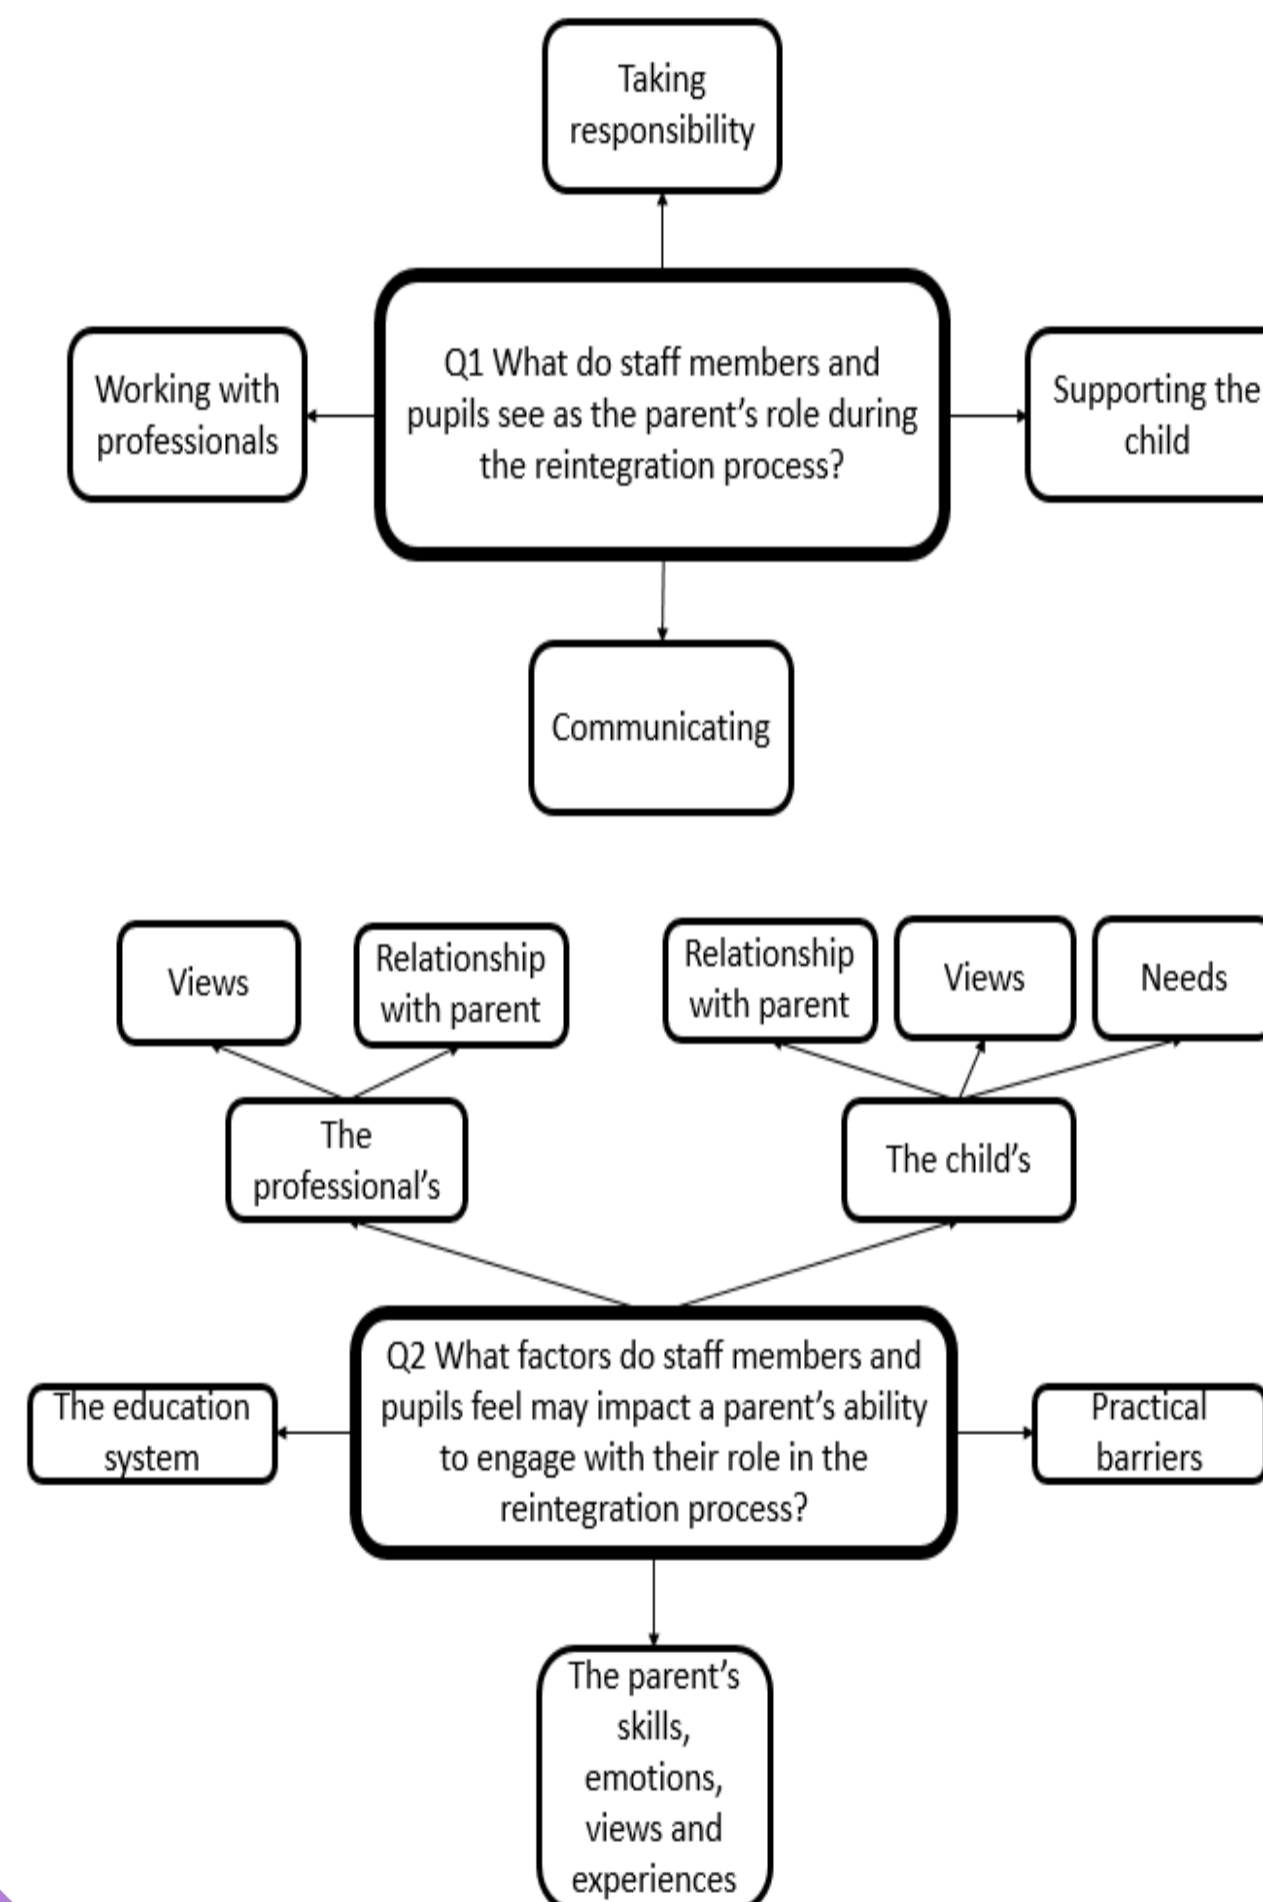 Taking
responsibility
Working with
professionals
Q1 What do staff members and
pupils see as the parent’s role during
the reintegration process?
Supporting the
child
Communicating
Views
Relationship
with parent
Relationship
with parent
Views
Needs
The
professional’s
The child’s
The education
system
Q2 What factors do staff members and
pupils feel may impact a parent’s ability
to engage with their role in the
reintegration process?
Practical
barriers
The parent’s
skills,
emotions,
views and
experiences